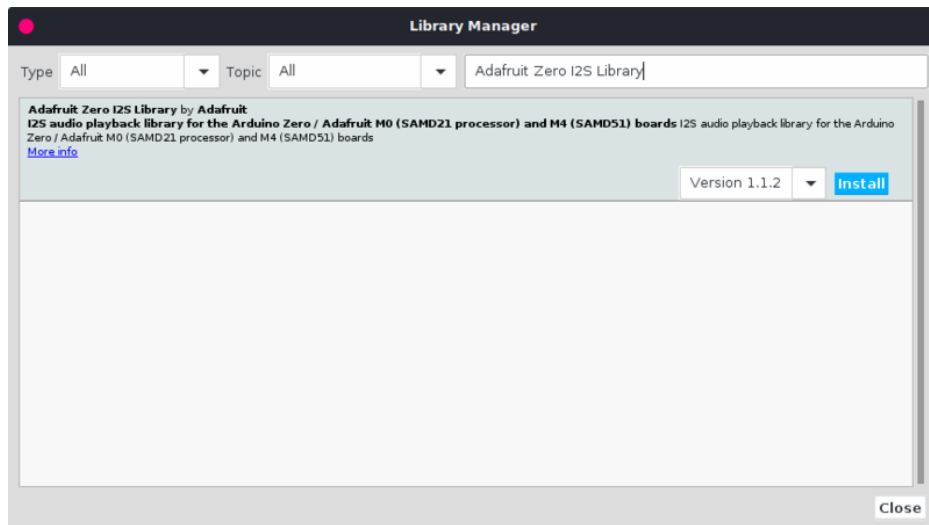 Library Manager
Type All Topic All Adafruit Zero I2S Library
Adafruit Zero I2S Library by Adafruit
I2S audio playback library for the Arduino Zero / Adafruit M0 (SAMD21 processor) and M4 (SAMD51) boards I2S audio playback library for the Arduino
Zero / Adafruit M0 (SAMD21 processor) and M4 (SAMD51) boards
More info
Version 1.1.2 Install
Close